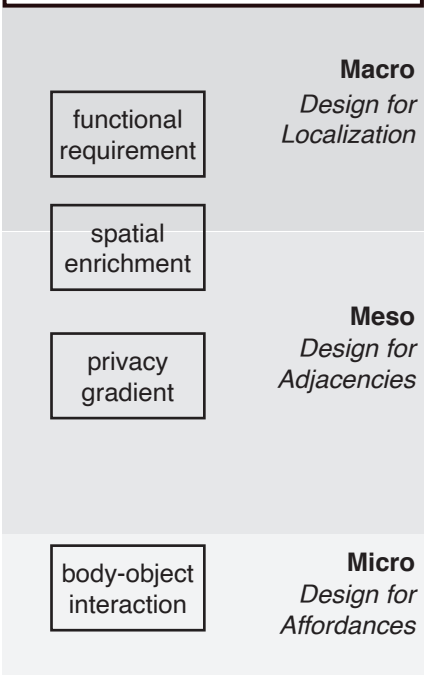 Macro
Design for
Localization
functional
requirement
spatial
enrichment
Meso
Design for
Adjacencies
privacy
gradient
Micro
Design for
Affordances
body-object
interaction